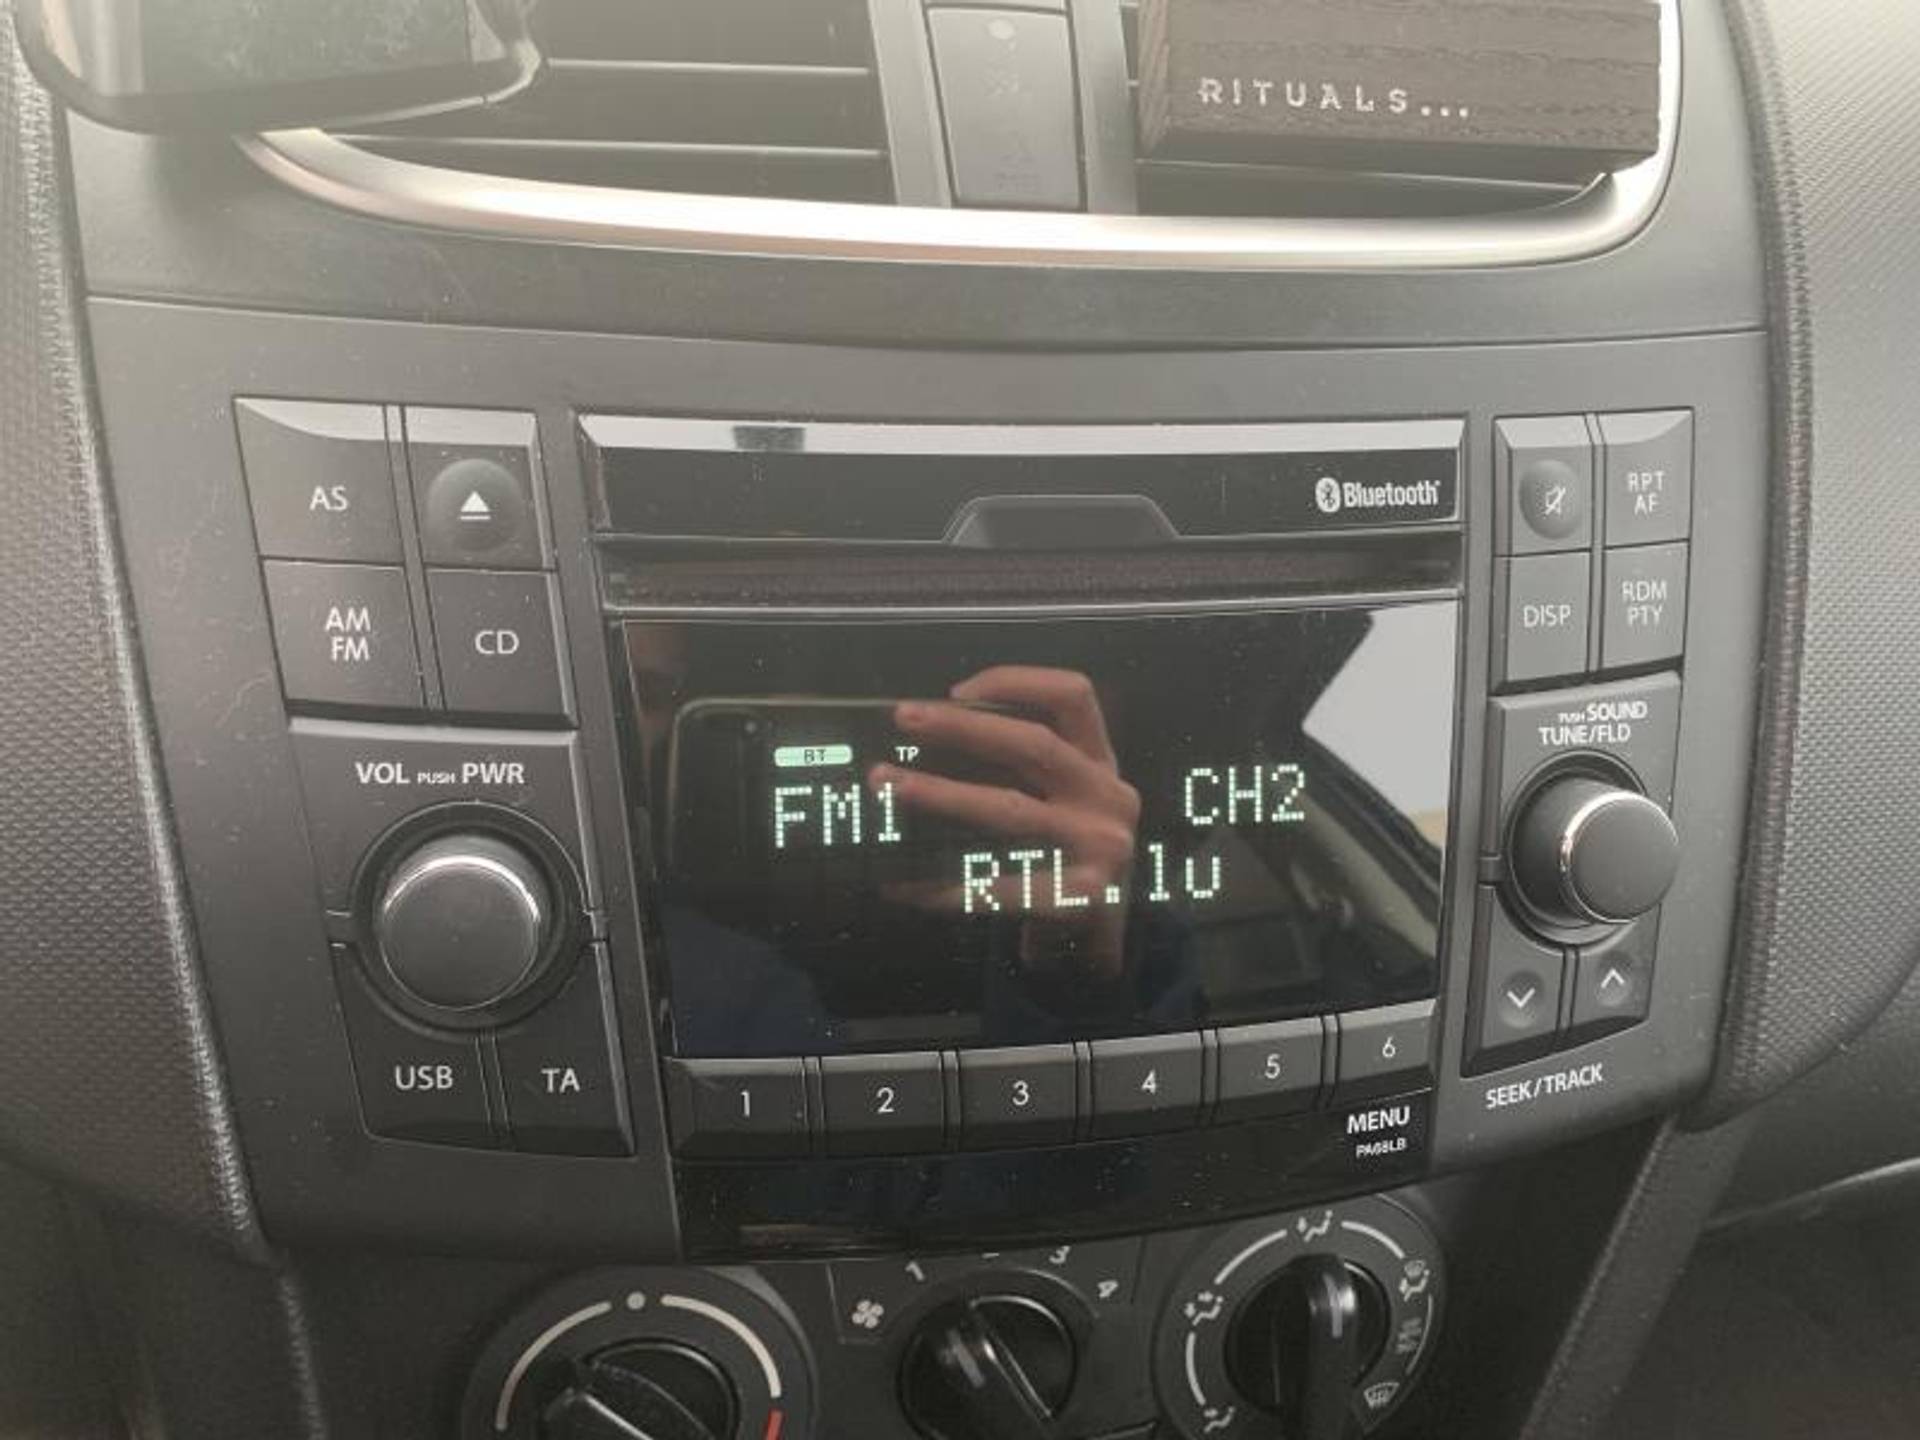 RITUALS...
AS
Bluetooth
RPT
AF
AM
FM
CD
DISP
RDM
PTY
VOL PUSH PWR
PUSH SOUND
TUNE/FLD
BT TP
FM1 CH2
RTL.lu
USB TA
1 2 3 4 5 6
SEEK/TRACK
MENU
PA68LB
1 3 4